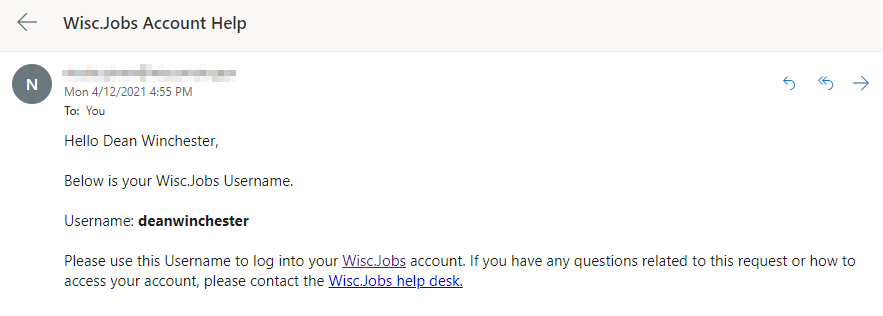 Wisc.Jobs Account Help
N
Mon 4/12/2021 4:55 PM
To: You
Hello Dean Winchester,
Below is your Wisc.Jobs Username.
Username: deanwinchester
Please use this Username to log into your Wisc.Jobs account. If you have any questions related to this request or how to
access your account, please contact the Wisc.Jobs help desk.